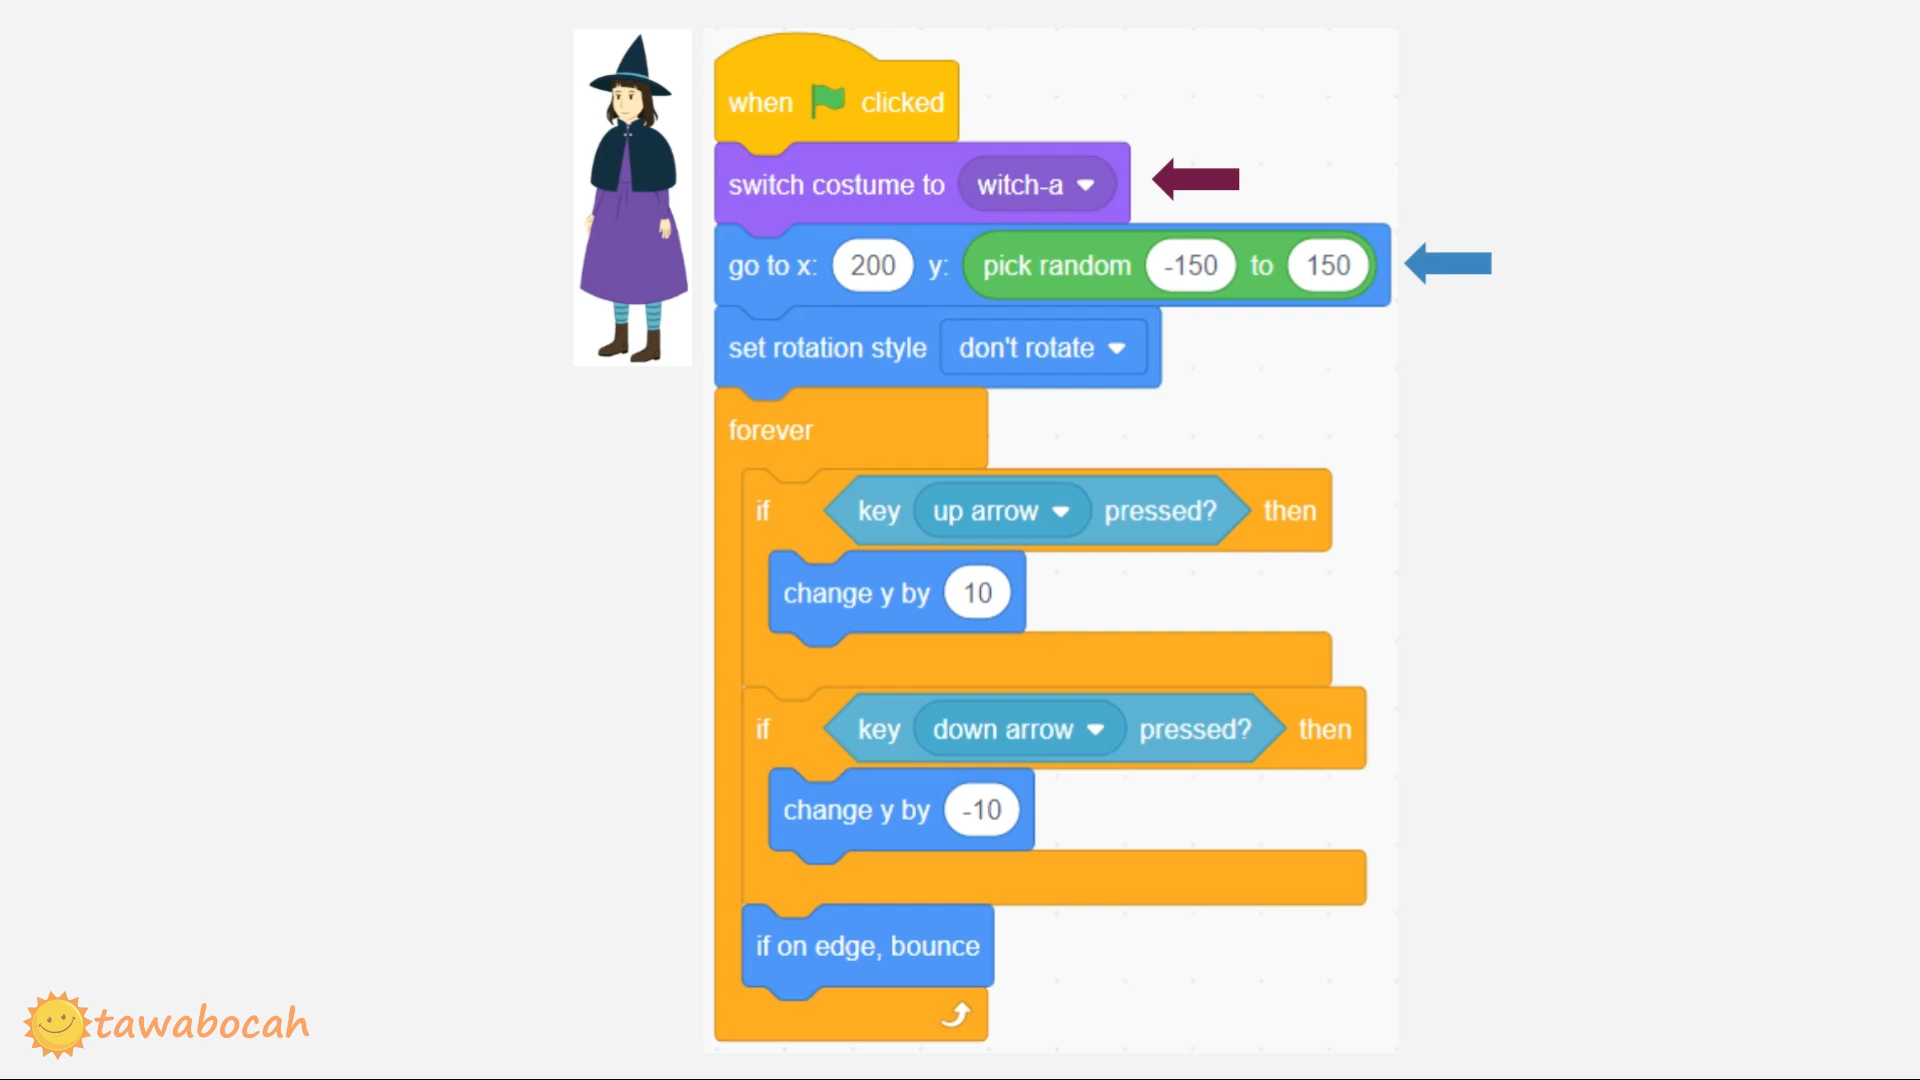 when clicked
switch costume to witch-a
go to x: 200 y: pick random -150 to 150
set rotation style don't rotate
forever
if key up arrow pressed? then
change y by 10
if key down arrow pressed? then
change y by -10
if on edge, bounce
tawabocah